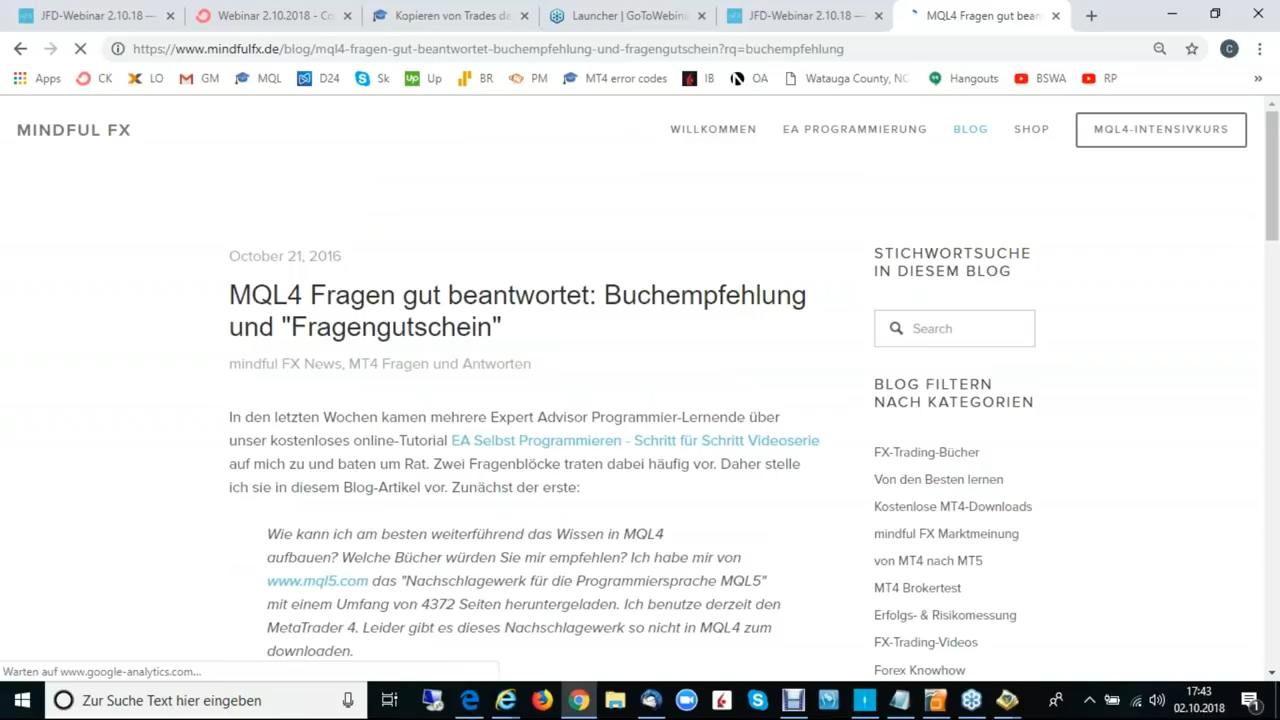 JFD-Webinar 2.10.18 —
Webinar 2.10.2018 - Co
Kopieren von Trades de
Launcher | GoToWebina
JFD-Webinar 2.10.18 —
MQL4 Fragen gut bean
https://www.mindfulfx.de/blog/mql4-fragen-gut-beantwortet-buchempfehlung-und-fragengutschein?rq=buchempfehlung
C
Apps
CK
LO
GM
MQL
D24
Sk
Up
BR
PM
MT4 error codes
IB
OA
Watauga County, NC
Hangouts
BSWA
RP
»
MINDFUL FX
WILLKOMMEN
EA PROGRAMMIERUNG
BLOG
SHOP
MQL4-INTENSIVKURS
October 21, 2016
MQL4 Fragen gut beantwortet: Buchempfehlung
und "Fragengutschein"
mindful FX News, MT4 Fragen und Antworten
In den letzten Wochen kamen mehrere Expert Advisor Programmier-Lernende über
unser kostenloses online-Tutorial EA Selbst Programmieren - Schritt für Schritt Videoserie
auf mich zu und baten um Rat. Zwei Fragenblöcke traten dabei häufig vor. Daher stelle
ich sie in diesem Blog-Artikel vor. Zunächst der erste:
Wie kann ich am besten weiterführend das Wissen in MQL4
aufbauen? Welche Bücher würden Sie mir empfehlen? Ich habe mir von
www.mql5.com das "Nachschlagewerk für die Programmiersprache MQL5"
mit einem Umfang von 4372 Seiten heruntergeladen. Ich benutze derzeit den
MetaTrader 4. Leider gibt es dieses Nachschlagewerk so nicht in MQL4 zum
downloaden.
STICHWORTSUCHE
IN DIESEM BLOG
Search
BLOG FILTERN
NACH KATEGORIEN
FX-Trading-Bücher
Von den Besten lernen
Kostenlose MT4-Downloads
mindful FX Marktmeinung
von MT4 nach MT5
MT4 Brokertest
Erfolgs- & Risikomessung
FX-Trading-Videos
Forex Knowhow
Warten auf www.google-analytics.com...
Zur Suche Text hier eingeben
17:43
02.10.2018